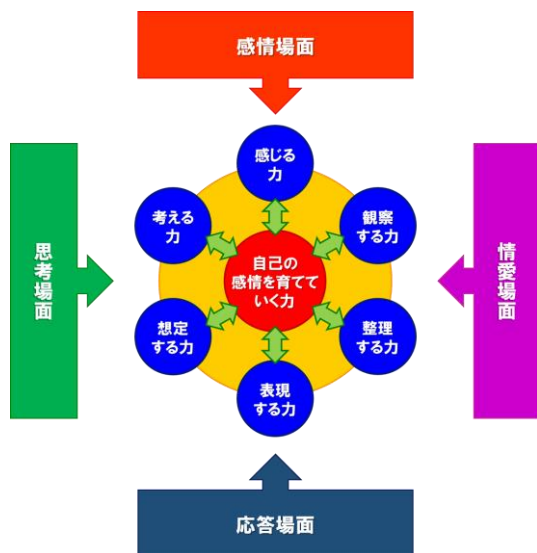 感情場面
感じる
力
考える
力
観察
する力
思考場面
自己の
感情を育てて
いく力
情愛場面
想定
する力
整理
する力
表現
する力
応答場面